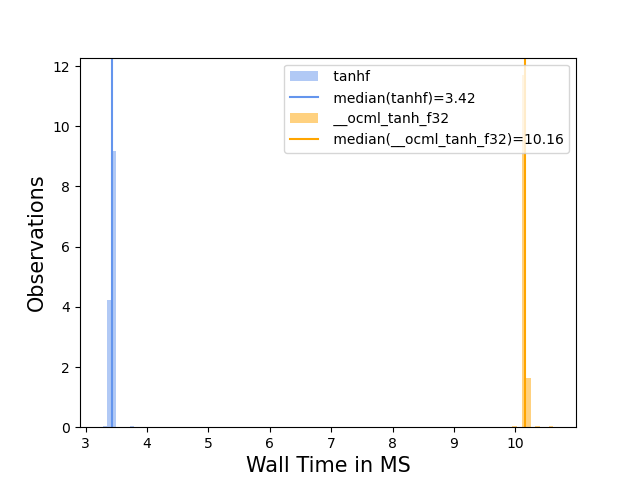 12
10
8
6
4
2
0
3 4 5 6 7 8 9 10
Observations
Wall Time in MS
tanhf
median(tanhf)=3.42
__ocml_tanh_f32
median(__ocml_tanh_f32)=10.16